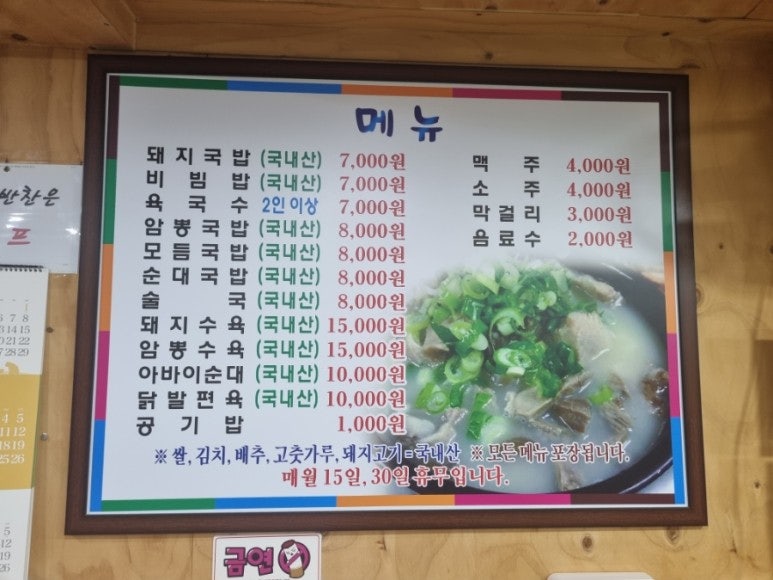 메뉴
돼지국밥 (국내산) 7,000원
비빔밥 (국내산) 7,000원
육국수 2인 이상 7,000원
암뽕국밥 (국내산) 8,000원
모듬국밥 (국내산) 8,000원
순대국밥 (국내산) 8,000원
술국 (국내산) 8,000원
돼지수육 (국내산) 15,000원
암뽕수육 (국내산) 15,000원
아바이순대 (국내산) 10,000원
닭발편육 (국내산) 10,000원
공기밥 1,000원
맥주 4,000원
소주 4,000원
막걸리 3,000원
음료수 2,000원
※ 쌀, 김치, 배추, 고춧가루, 돼지고기 = 국내산 ※ 모든 메뉴 포장됩니다.
매월 15일, 30일 휴무입니다.
반찬은
프
금연